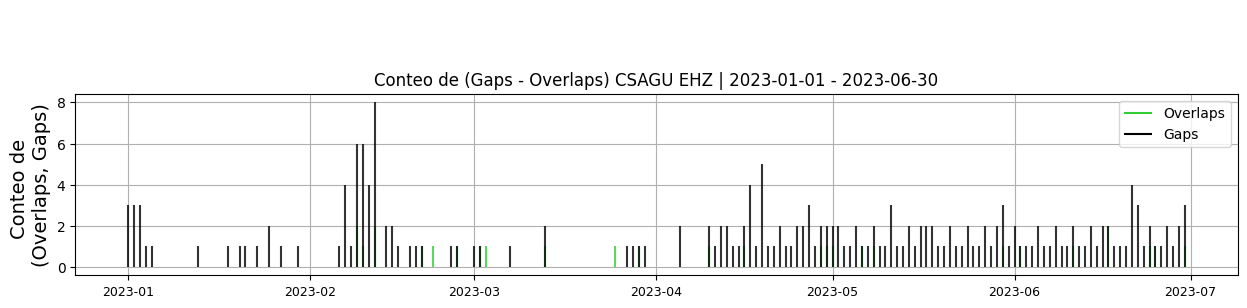 Conteo de (Gaps - Overlaps) CSAGU EHZ | 2023-01-01 - 2023-06-30
Conteo de
(Overlaps, Gaps)
8
6
4
2
0
Overlaps
Gaps
2023-01 2023-02 2023-03 2023-04 2023-05 2023-06 2023-07